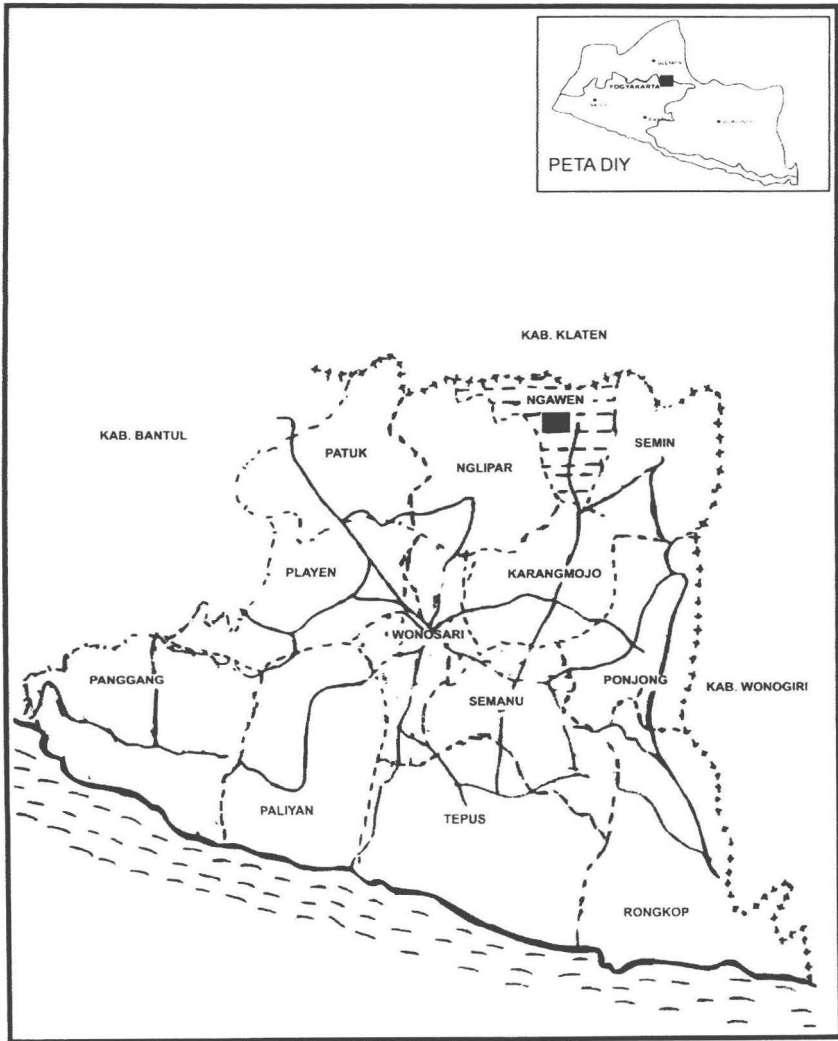 YOGYAKARTA
PETA DIY
KAB. KLATEN
NGAWEN
KAB. BANTUL
PATUK
SEMIN
NGLIPAR
PLAYEN
KARANGMOJO
WONOSARI
PANGGANG
PONJONG
KAB. WONOGIRI
SEMANU
PALIYAN
TEPUS
RONGKOP